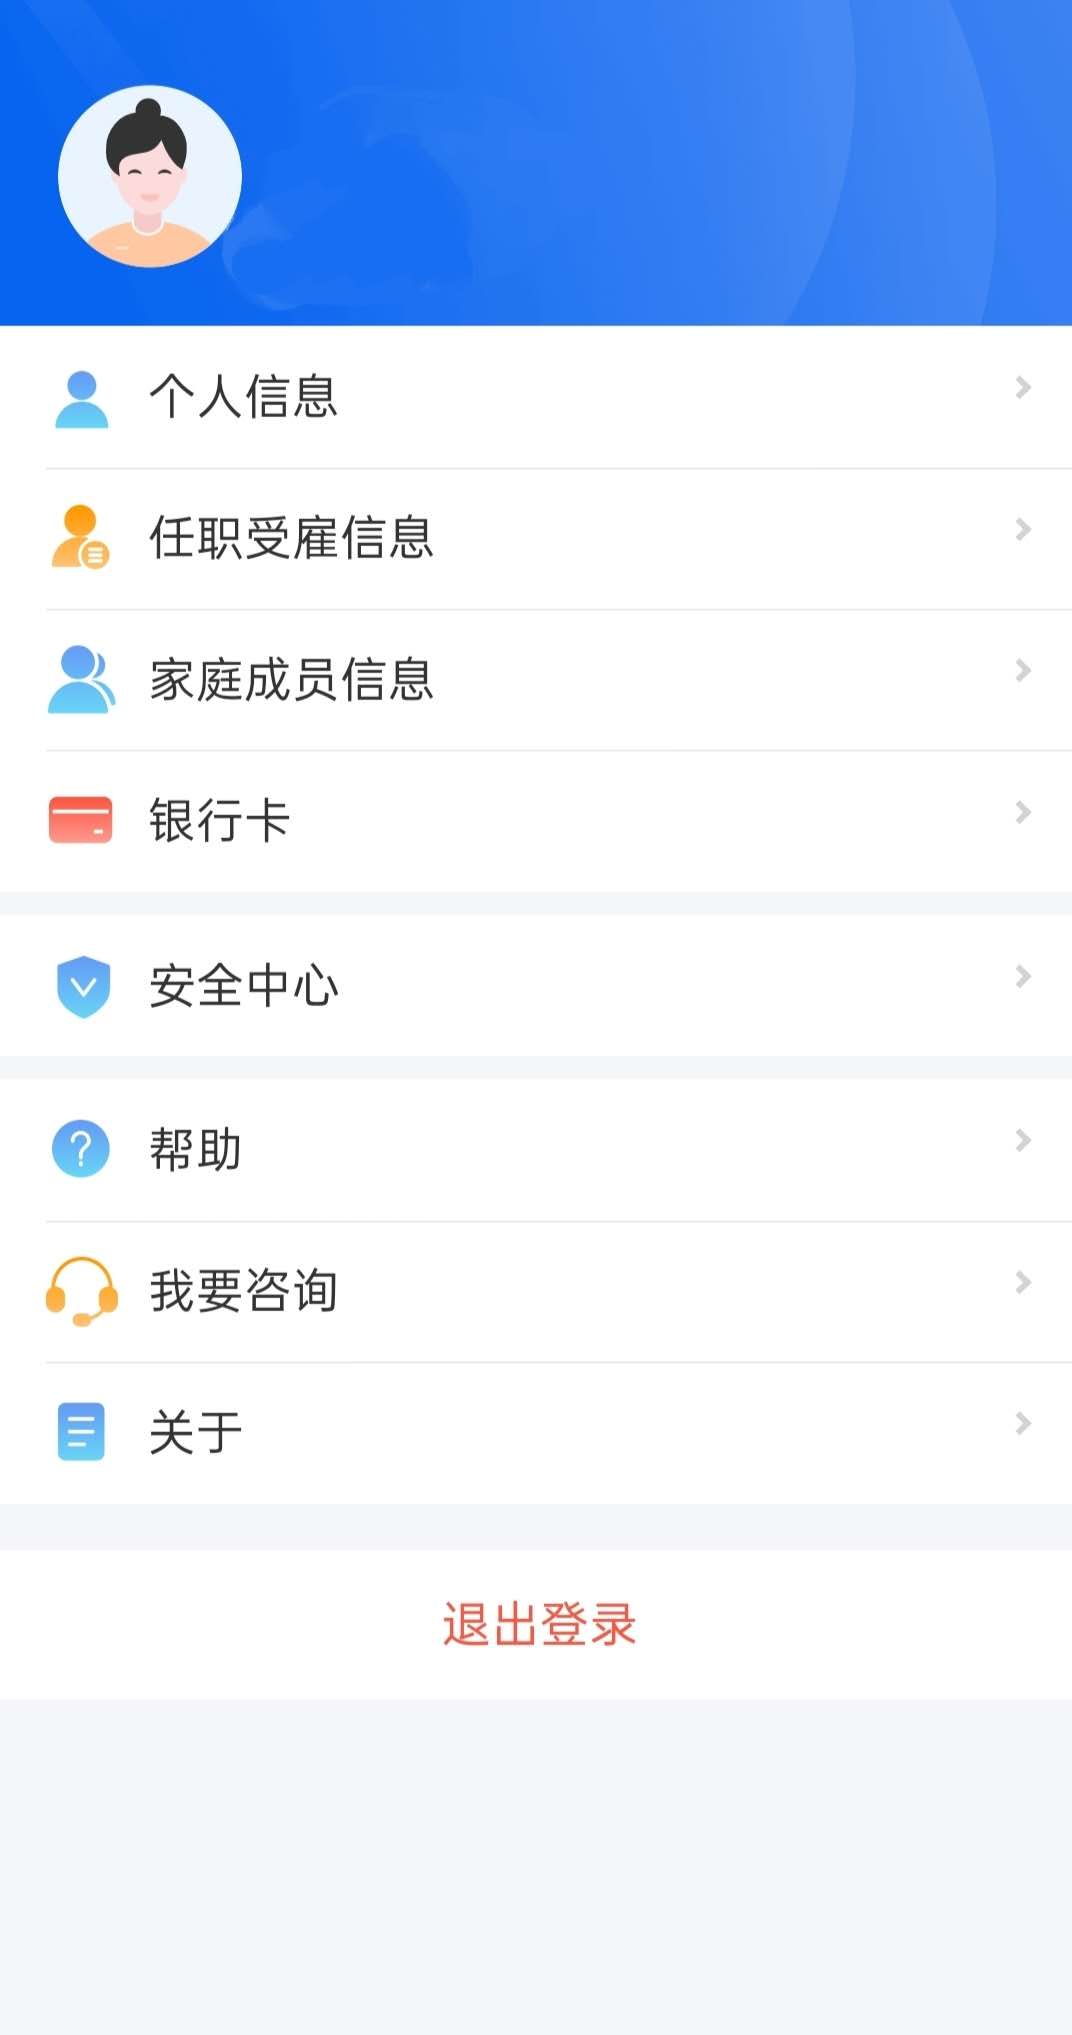 个人信息
任职受雇信息
家庭成员信息
银行卡
安全中心
帮助
我要咨询
关于
退出登录